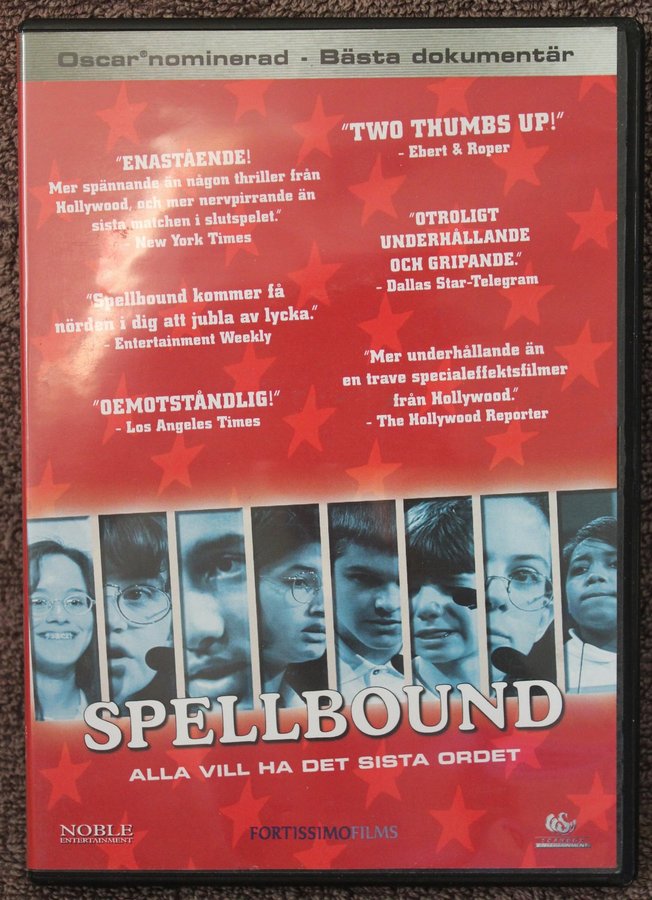 Oscar®nominerad - Bästa dokumentär
"ENASTÅENDE!
Mer spännande än någon thriller från
Hollywood, och mer nervpirrande än
sista matchen i slutspelet."
New York Times
"TWO THUMBS UP!"
- Ebert & Roper
"OTROLIGT
UNDERHÅLLANDE
OCH GRIPANDE."
- Dallas Star-Telegram
"Spellbound kommer få
nörden i dig att jubla av lycka."
- Entertainment Weekly
"Mer underhållande än
en trave specialeffektsfilmer
från Hollywood."
- The Hollywood Reporter
"OEMOTSTÅNDLIG!"
- Los Angeles Times
SPELLBOUND
ALLA VILL HA DET SISTA ORDET
NOBLE
ENTERTAINMENT
FORTISSIMOFILMS
ENTERTAINMENT